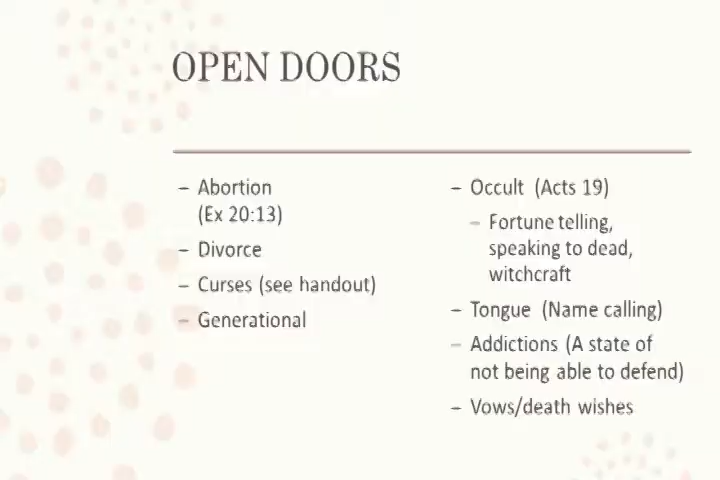 OPEN DOORS
– Abortion
(Ex 20:13)
– Divorce
– Curses (see handout)
– Generational
– Occult (Acts 19)
– Fortune telling,
speaking to dead,
witchcraft
– Tongue (Name calling)
– Addictions (A state of
not being able to defend)
– Vows/death wishes